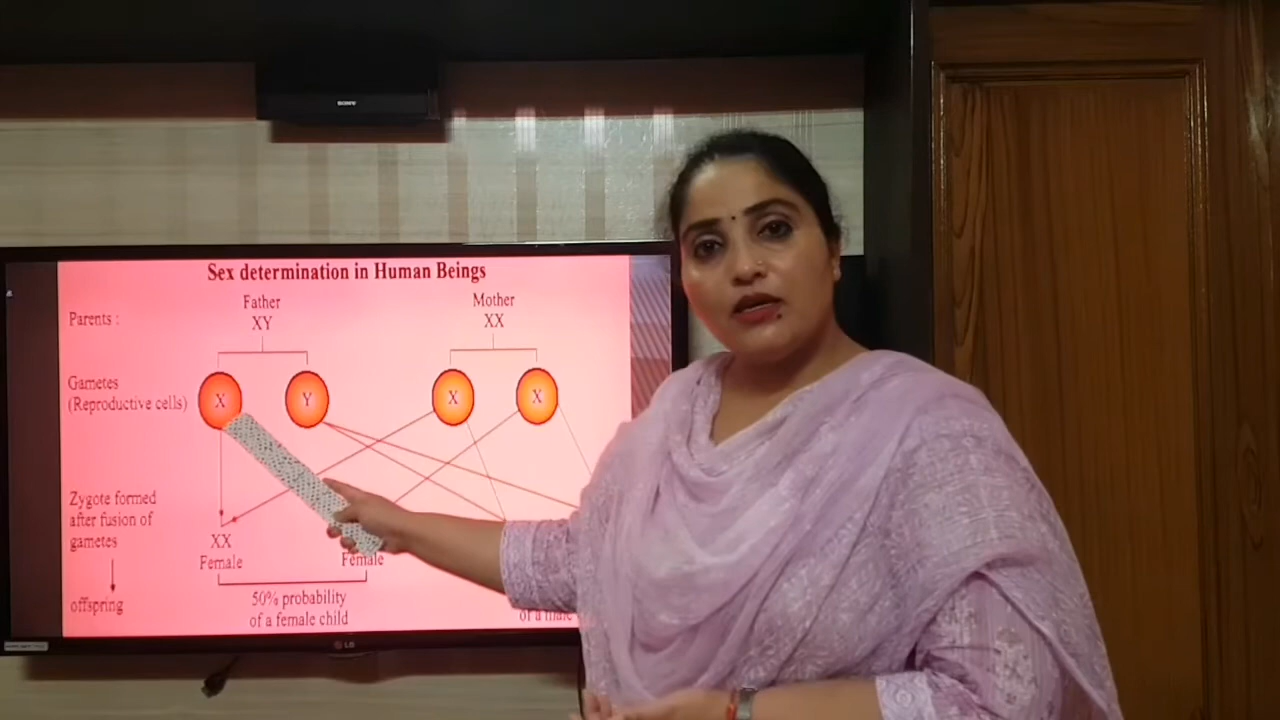 SONY
Sex determination in Human Beings
Father
Mother
Parents :
XY
XX
Gametes
(Reproductive cells)
X
Y
X
X
Zygote formed
after fusion of
gametes
XX
Female
Female
50% probability
of a female child
offspring
of a male
LG